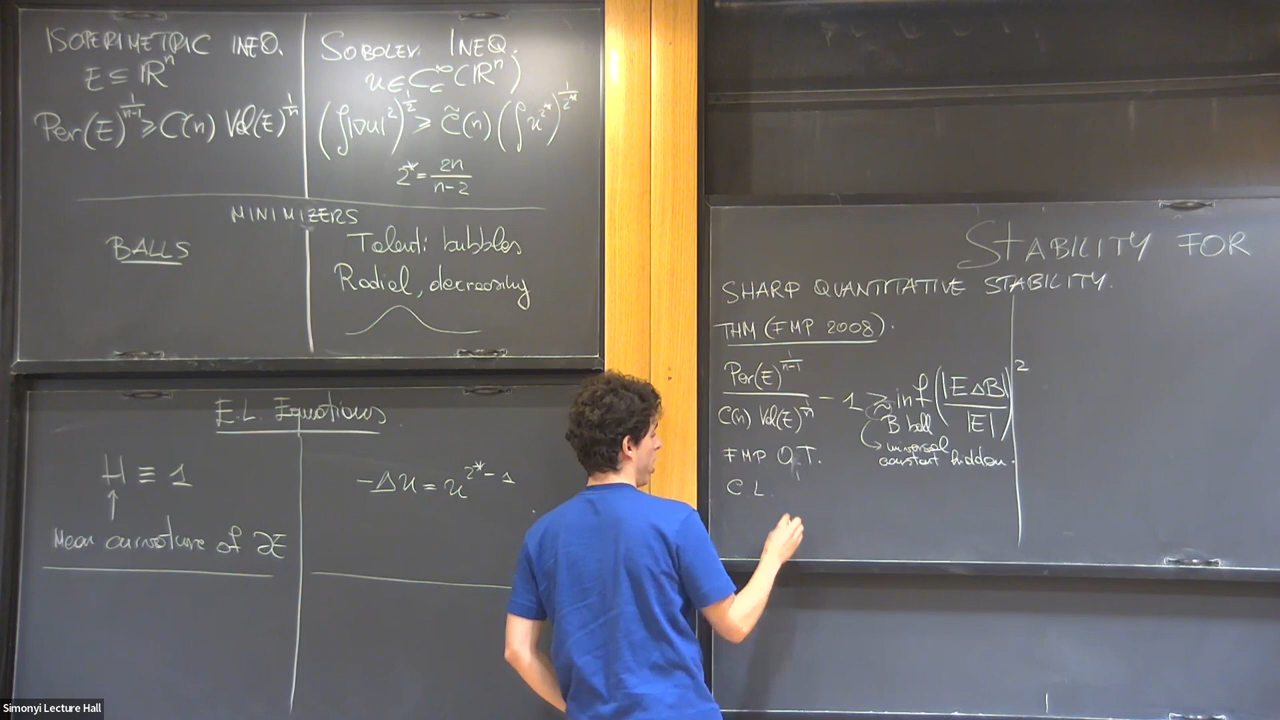 ISOPERIMETRIC INEQ.
E ⊆ ℝⁿ
Per(E)^{1/(n-1)} ≥ C(n) Vol(E)^{1/n}
SOBOLEV INEQ.
u ∈ C_c^∞(ℝⁿ)
(∫|∇u|²)^{1/2} ≥ C̃(n) (∫u^{2*})^{1/2*}
2* = 2n/(n-2)
MINIMIZERS
BALLS
Talenti bubbles
Radial, decreasing
E.L. Equations
H ≡ 1
↑
Mean curvature of ∂E
-Δu = u^{2*-1}
STABILITY FOR
SHARP QUANTITATIVE STABILITY.
THM (FMP 2008).
Per(E)^{1/(n-1)} / (C(n) Vol(E)^{1/n}) - 1 ≳ inf_{B ball} (|EΔB| / |E|)²
↳ universal
constant hidden.
FMP O.T.
C L.
Simonyi Lecture Hall